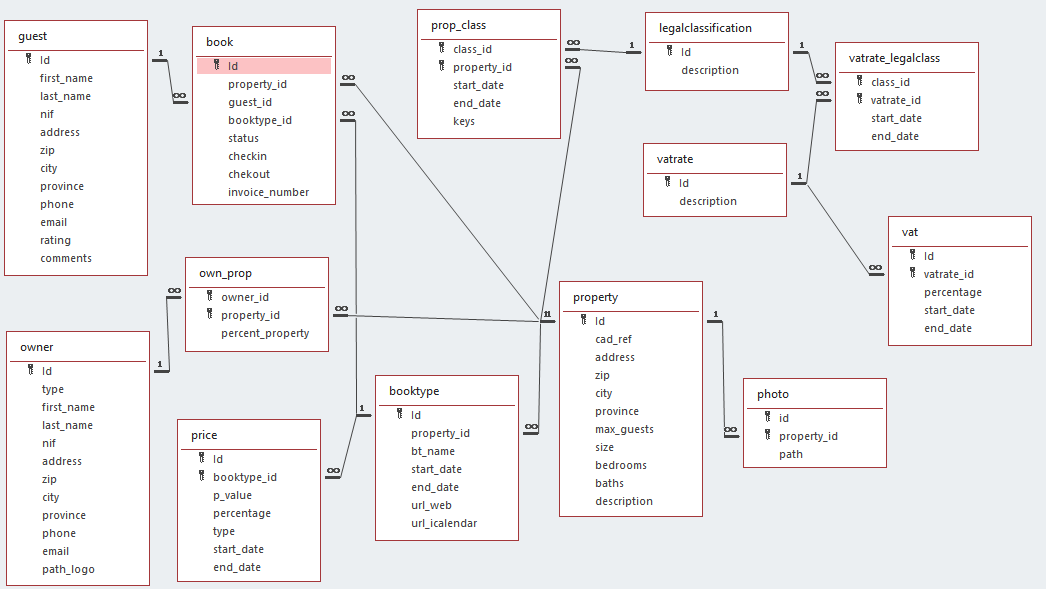 guest
Id
first_name
last_name
nif
address
zip
city
province
phone
email
rating
comments
book
Id
property_id
guest_id
booktype_id
status
checkin
chekout
invoice_number
prop_class
class_id
property_id
start_date
end_date
keys
legalclassification
Id
description
vatrate_legalclass
class_id
vatrate_id
start_date
end_date
vatrate
Id
description
vat
Id
vatrate_id
percentage
start_date
end_date
own_prop
owner_id
property_id
percent_property
owner
Id
type
first_name
last_name
nif
address
zip
city
province
phone
email
path_logo
price
Id
booktype_id
p_value
percentage
type
start_date
end_date
booktype
Id
property_id
bt_name
start_date
end_date
url_web
url_icalendar
property
Id
cad_ref
address
zip
city
province
max_guests
size
bedrooms
baths
description
photo
id
property_id
path
1
∞
∞
∞
∞
∞
1
1
∞
∞
1
∞
∞
1
∞
11
1
∞
1
∞
∞